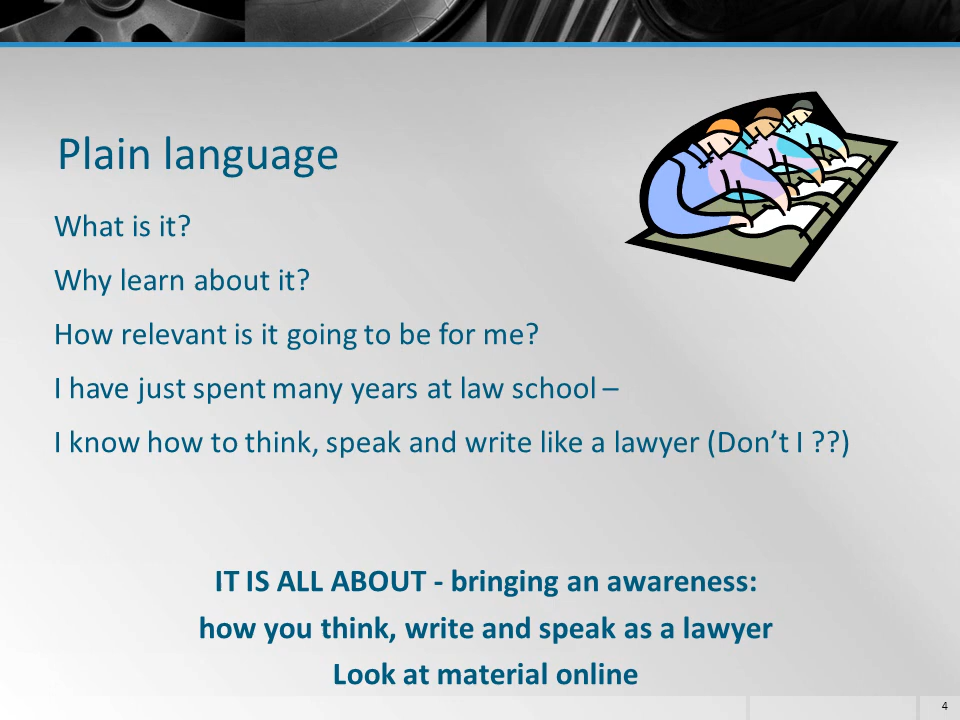 Plain language
What is it?
Why learn about it?
How relevant is it going to be for me?
I have just spent many years at law school –
I know how to think, speak and write like a lawyer (Don’t I ??)
IT IS ALL ABOUT - bringing an awareness:
how you think, write and speak as a lawyer
Look at material online
4